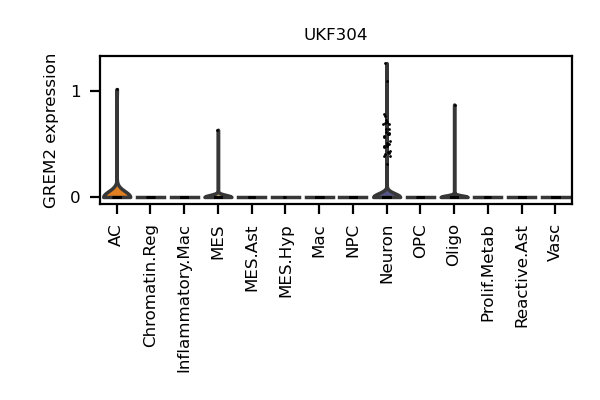 UKF304
GREM2 expression
1
0
AC
Chromatin.Reg
Inflammatory.Mac
MES
MES.Ast
MES.Hyp
Mac
NPC
Neuron
OPC
Oligo
Prolif.Metab
Reactive.Ast
Vasc